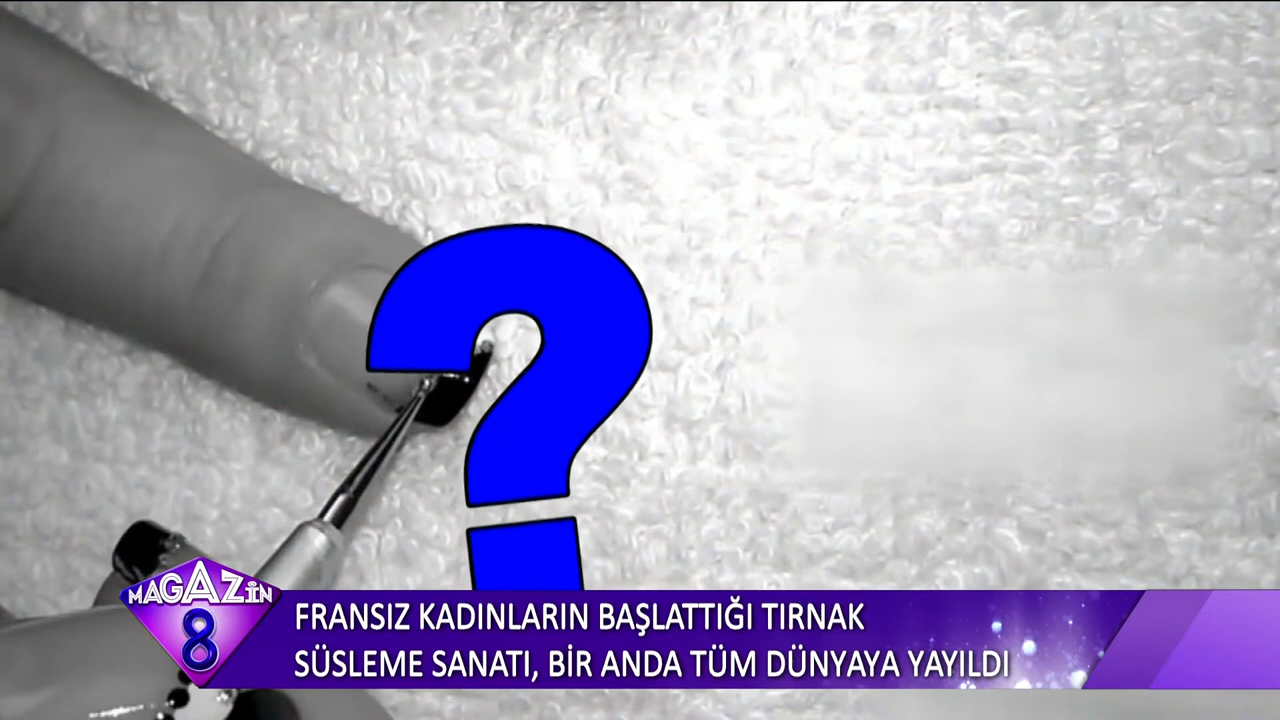 ?
MAGAZİN
8
FRANSIZ KADINLARIN BAŞLATTIĞI TIRNAK
SÜSLEME SANATI, BİR ANDA TÜM DÜNYAYA YAYILDI